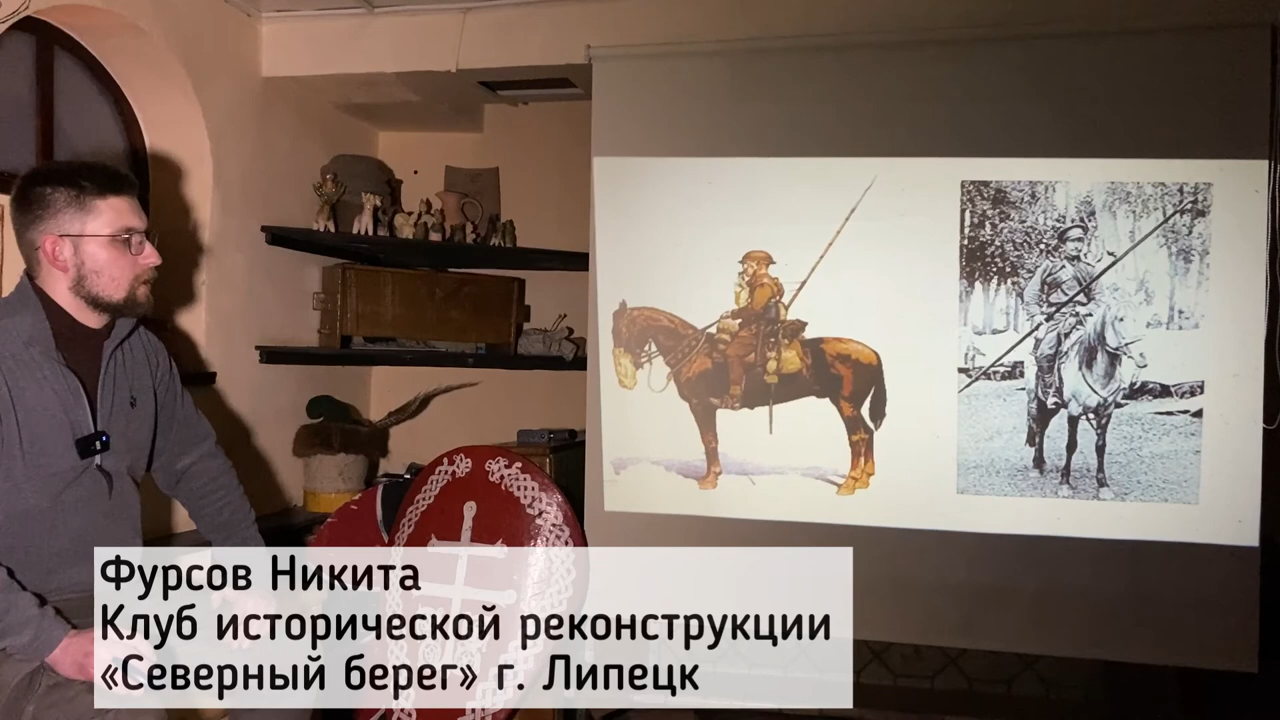 Фурсов Никита
Клуб исторической реконструкции
«Северный берег» г. Липецк